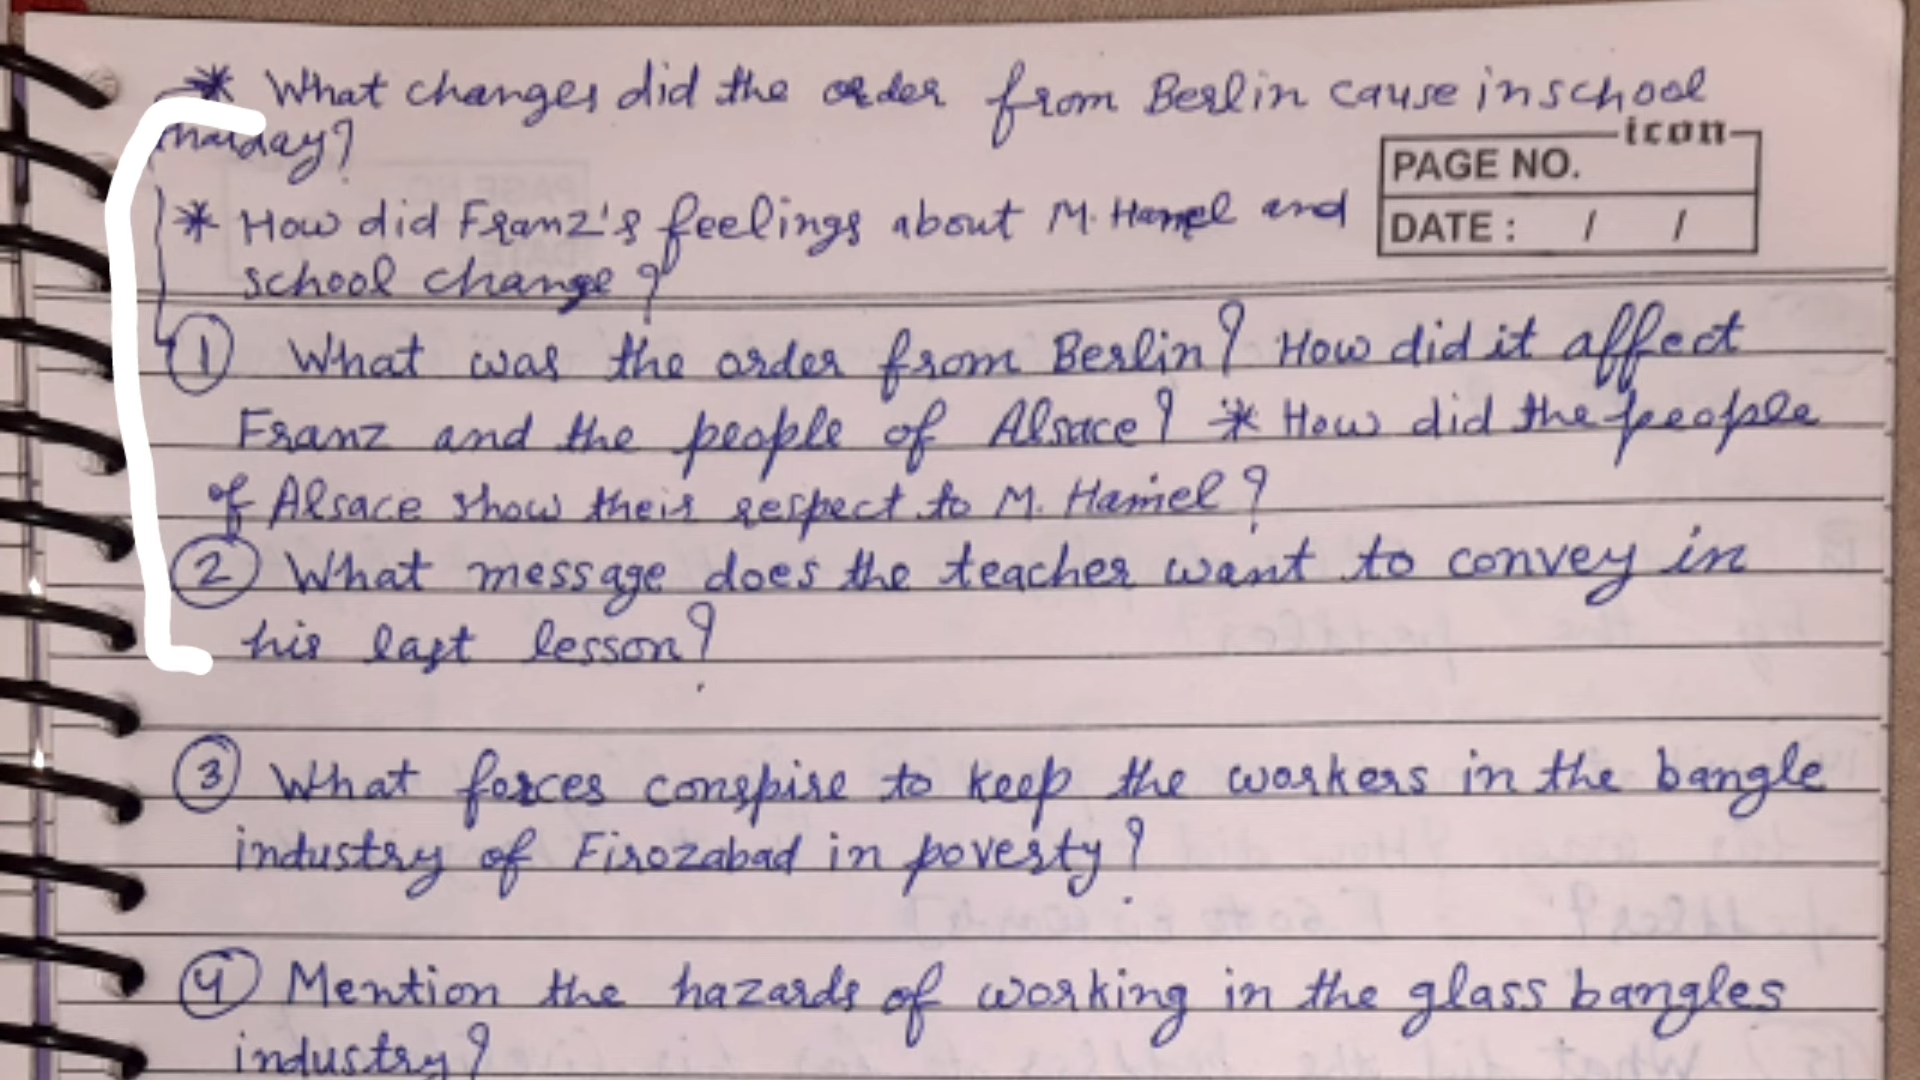 * What changes did the order from Berlin cause in school
thatday?
icon
PAGE NO.
DATE : / /
* How did Franz's feelings about M. Hamel and
school change?
① What was the order from Berlin? How did it affect
Franz and the people of Alsace? * How did the people
of Alsace show their respect to M. Hamel?
② What message does the teacher want to convey in
his last lesson?
③ What forces conspire to keep the workers in the bangle
industry of Firozabad in poverty?
④ Mention the hazards of working in the glass bangles
industry?